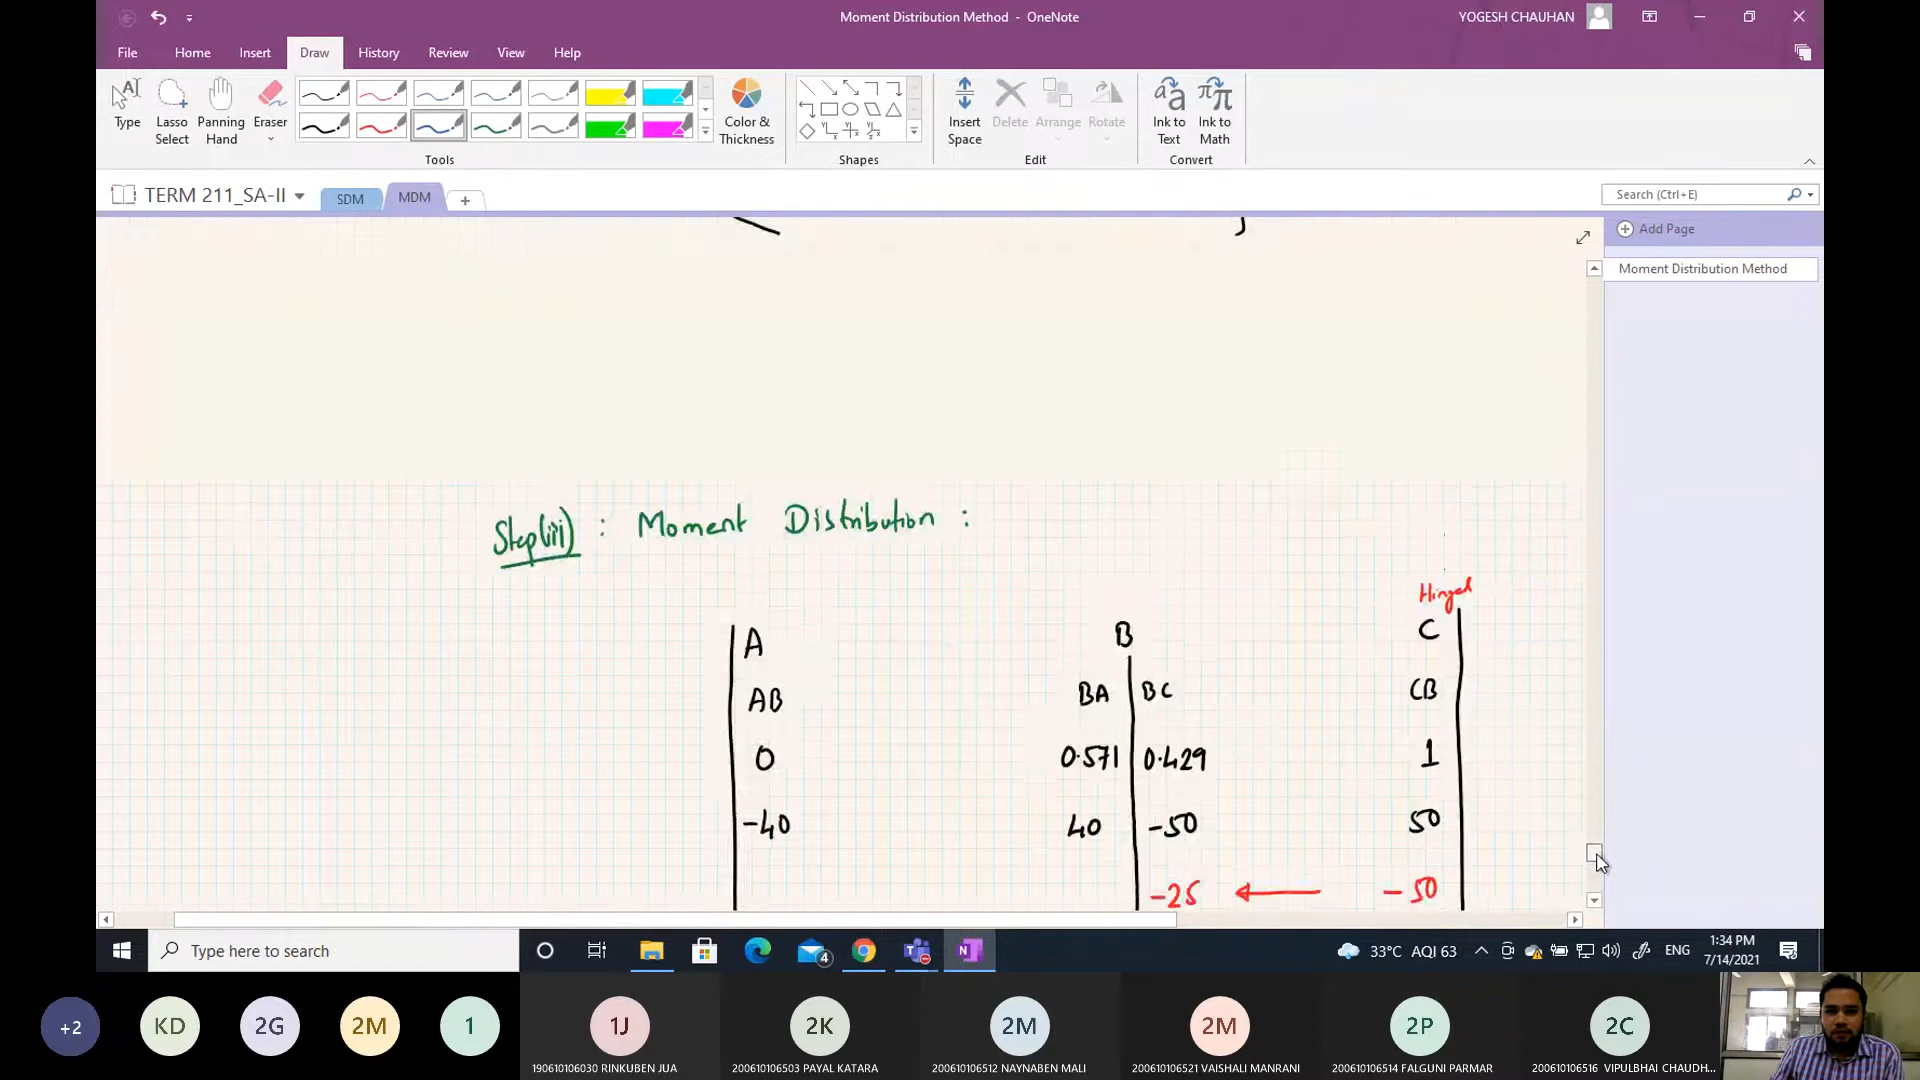 Moment Distribution Method - OneNote
YOGESH CHAUHAN
File Home Insert Draw History Review View Help
Type
Lasso Select
Panning Hand
Eraser
Color & Thickness
Insert Space
Delete
Arrange
Rotate
Ink to Text
Ink to Math
Tools
Shapes
Edit
Convert
TERM 211_SA-II
SDM
MDM
Search (Ctrl+E)
Add Page
Moment Distribution Method
Step(iii) : Moment Distribution :
Hinged
A B C
AB BA BC CB
0 0.571 0.429 1
-40 40 -50 50
-25 ← -50
Type here to search
4
33°C AQI 63
ENG
1:34 PM
7/14/2021
+2 KD 2G 2M 1 1J 2K 2M 2M 2P 2C
190610106030 RINKUBEN JUA
200610106503 PAYAL KATARA
200610106512 NAYNABEN MALI
200610106521 VAISHALI MANRANI
200610106514 FALGUNI PARMAR
200610106516 VIPULBHAI CHAUDH...